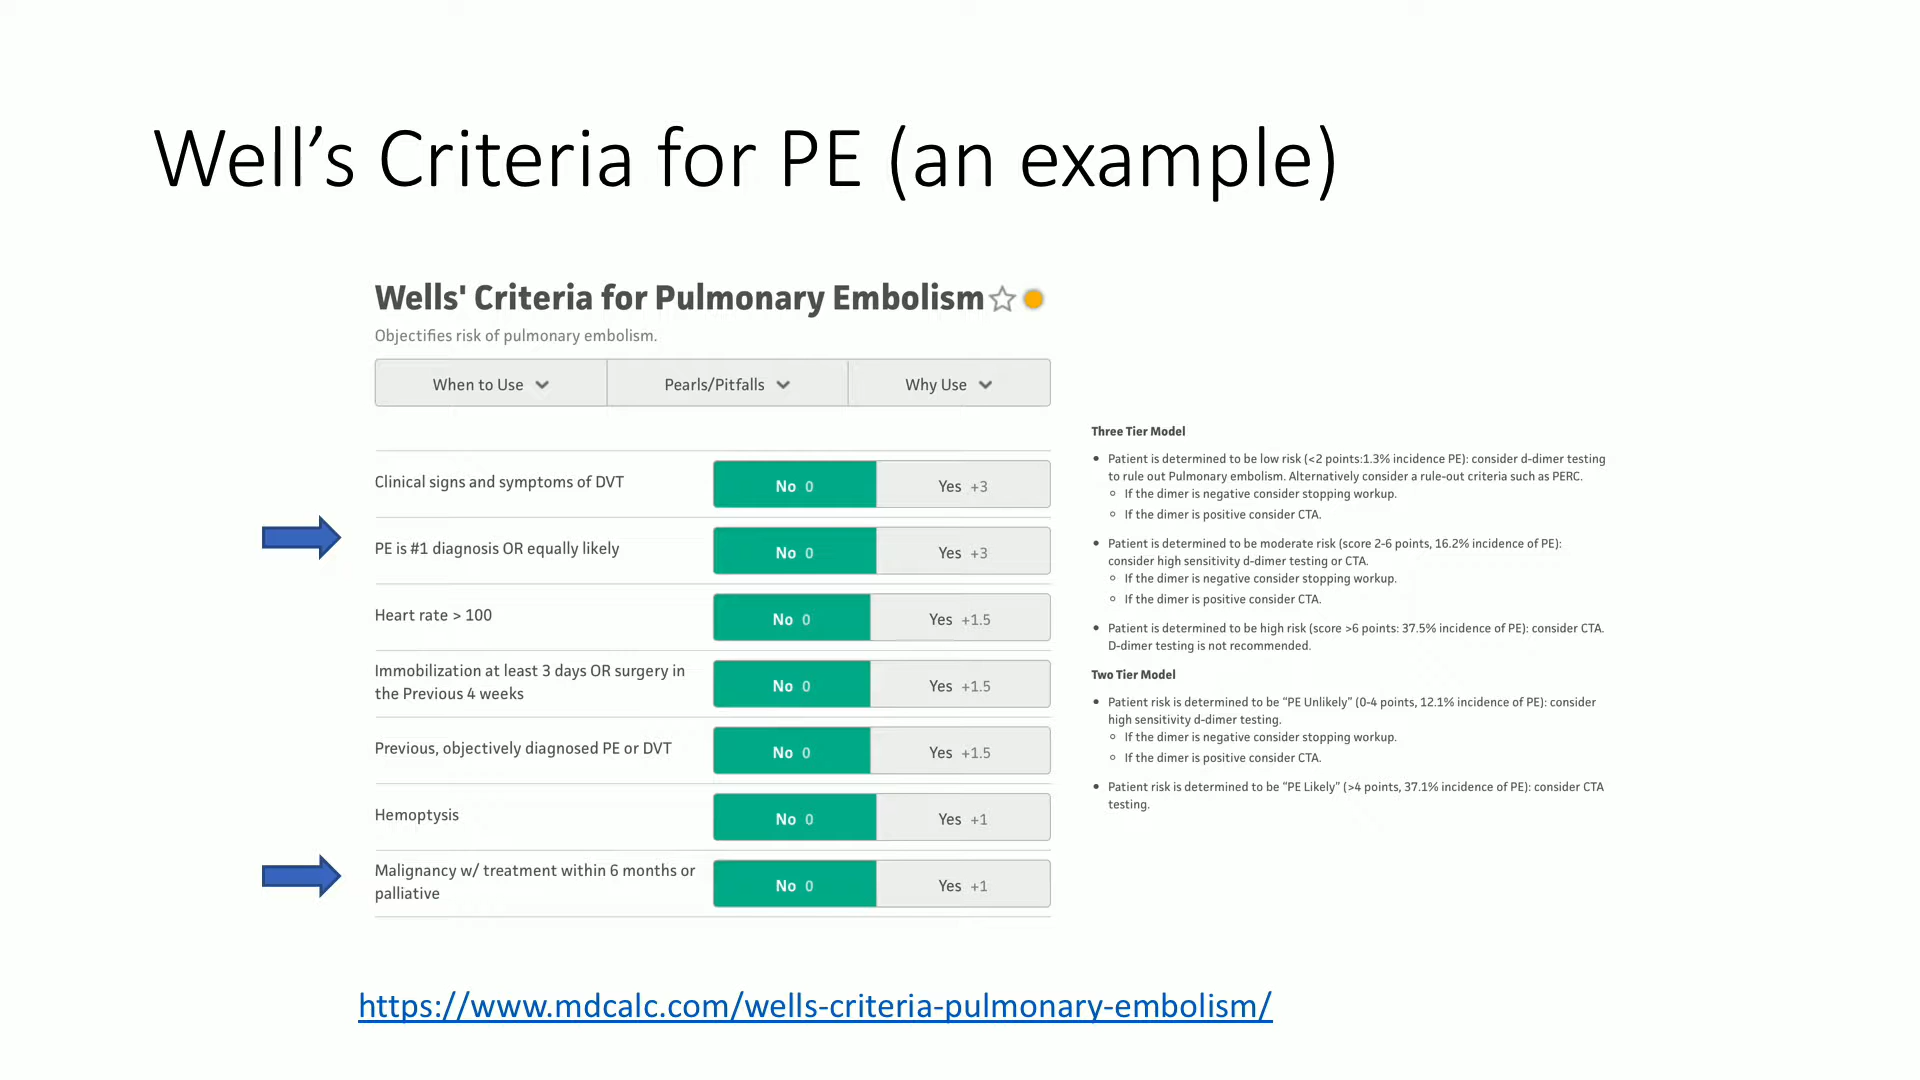 Well’s Criteria for PE (an example)
Wells' Criteria for Pulmonary Embolism
Objectifies risk of pulmonary embolism.
When to Use
Pearls/Pitfalls
Why Use
Clinical signs and symptoms of DVT
No 0
Yes +3
PE is #1 diagnosis OR equally likely
No 0
Yes +3
Heart rate > 100
No 0
Yes +1.5
Immobilization at least 3 days OR surgery in
the Previous 4 weeks
No 0
Yes +1.5
Previous, objectively diagnosed PE or DVT
No 0
Yes +1.5
Hemoptysis
No 0
Yes +1
Malignancy w/ treatment within 6 months or
palliative
No 0
Yes +1
Three Tier Model
• Patient is determined to be low risk (<2 points:1.3% incidence PE): consider d-dimer testing
to rule out Pulmonary embolism. Alternatively consider a rule-out criteria such as PERC.
◦ If the dimer is negative consider stopping workup.
◦ If the dimer is positive consider CTA.
• Patient is determined to be moderate risk (score 2-6 points, 16.2% incidence of PE):
consider high sensitivity d-dimer testing or CTA.
◦ If the dimer is negative consider stopping workup.
◦ If the dimer is positive consider CTA.
• Patient is determined to be high risk (score >6 points: 37.5% incidence of PE): consider CTA.
D-dimer testing is not recommended.
Two Tier Model
• Patient risk is determined to be “PE Unlikely” (0-4 points, 12.1% incidence of PE): consider
high sensitivity d-dimer testing.
◦ If the dimer is negative consider stopping workup.
◦ If the dimer is positive consider CTA.
• Patient risk is determined to be “PE Likely” (>4 points, 37.1% incidence of PE): consider CTA
testing.
https://www.mdcalc.com/wells-criteria-pulmonary-embolism/